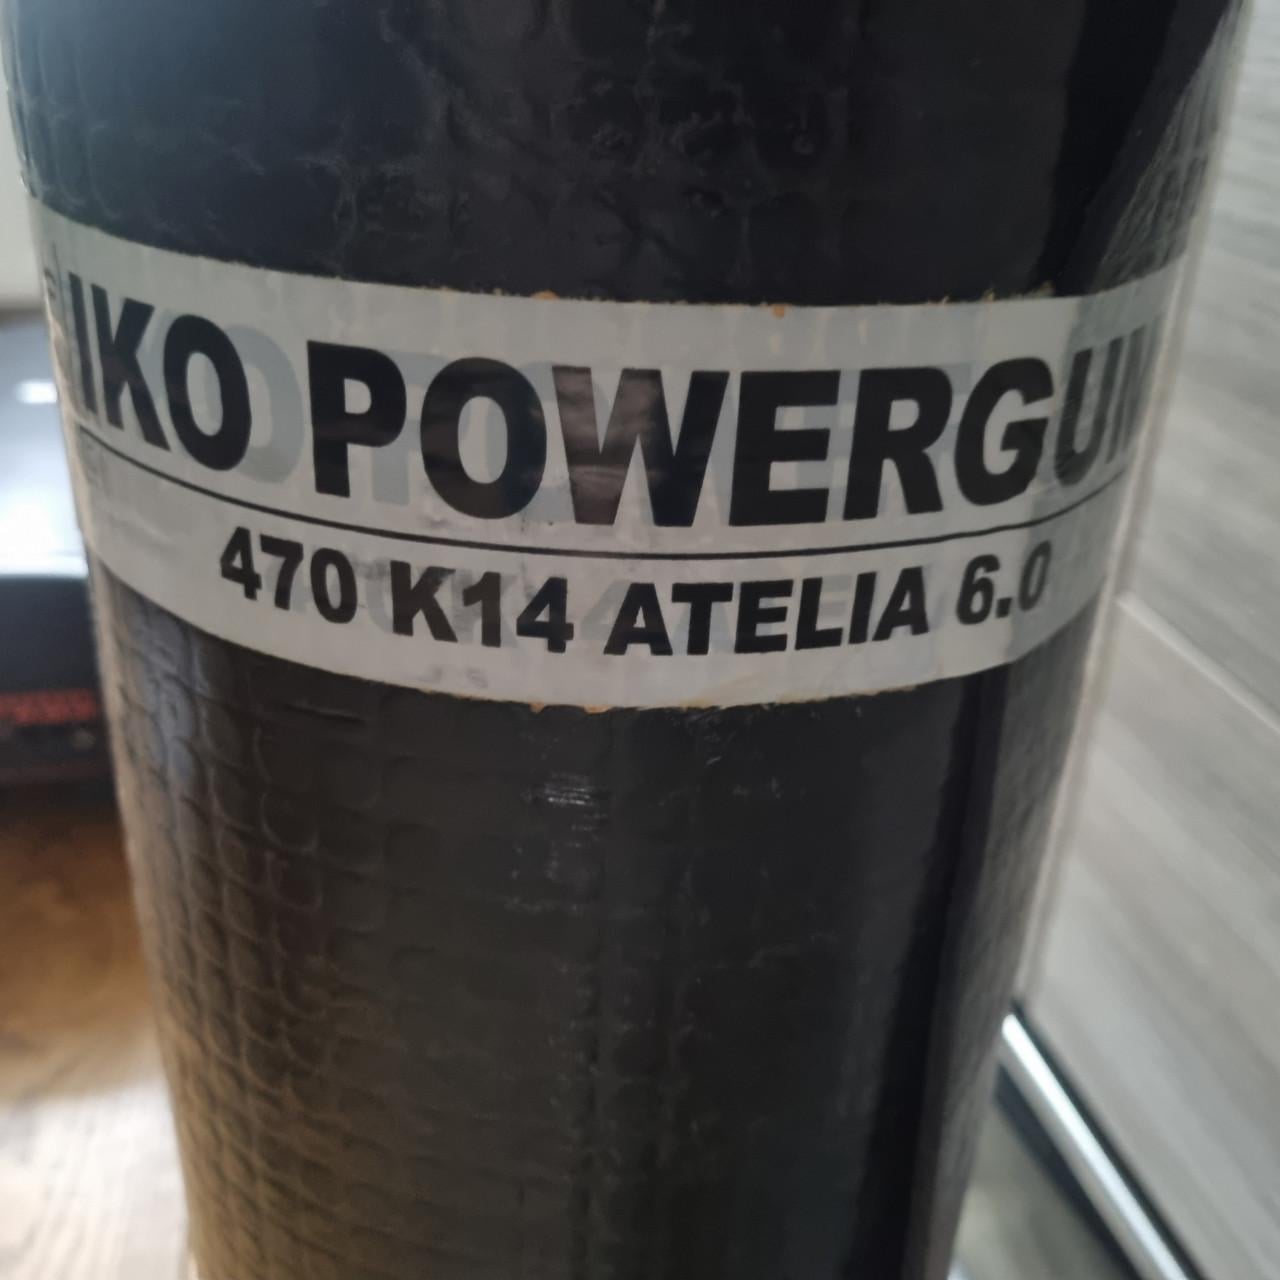 IKO POWERGUM
470 K14 ATELIA 6.0